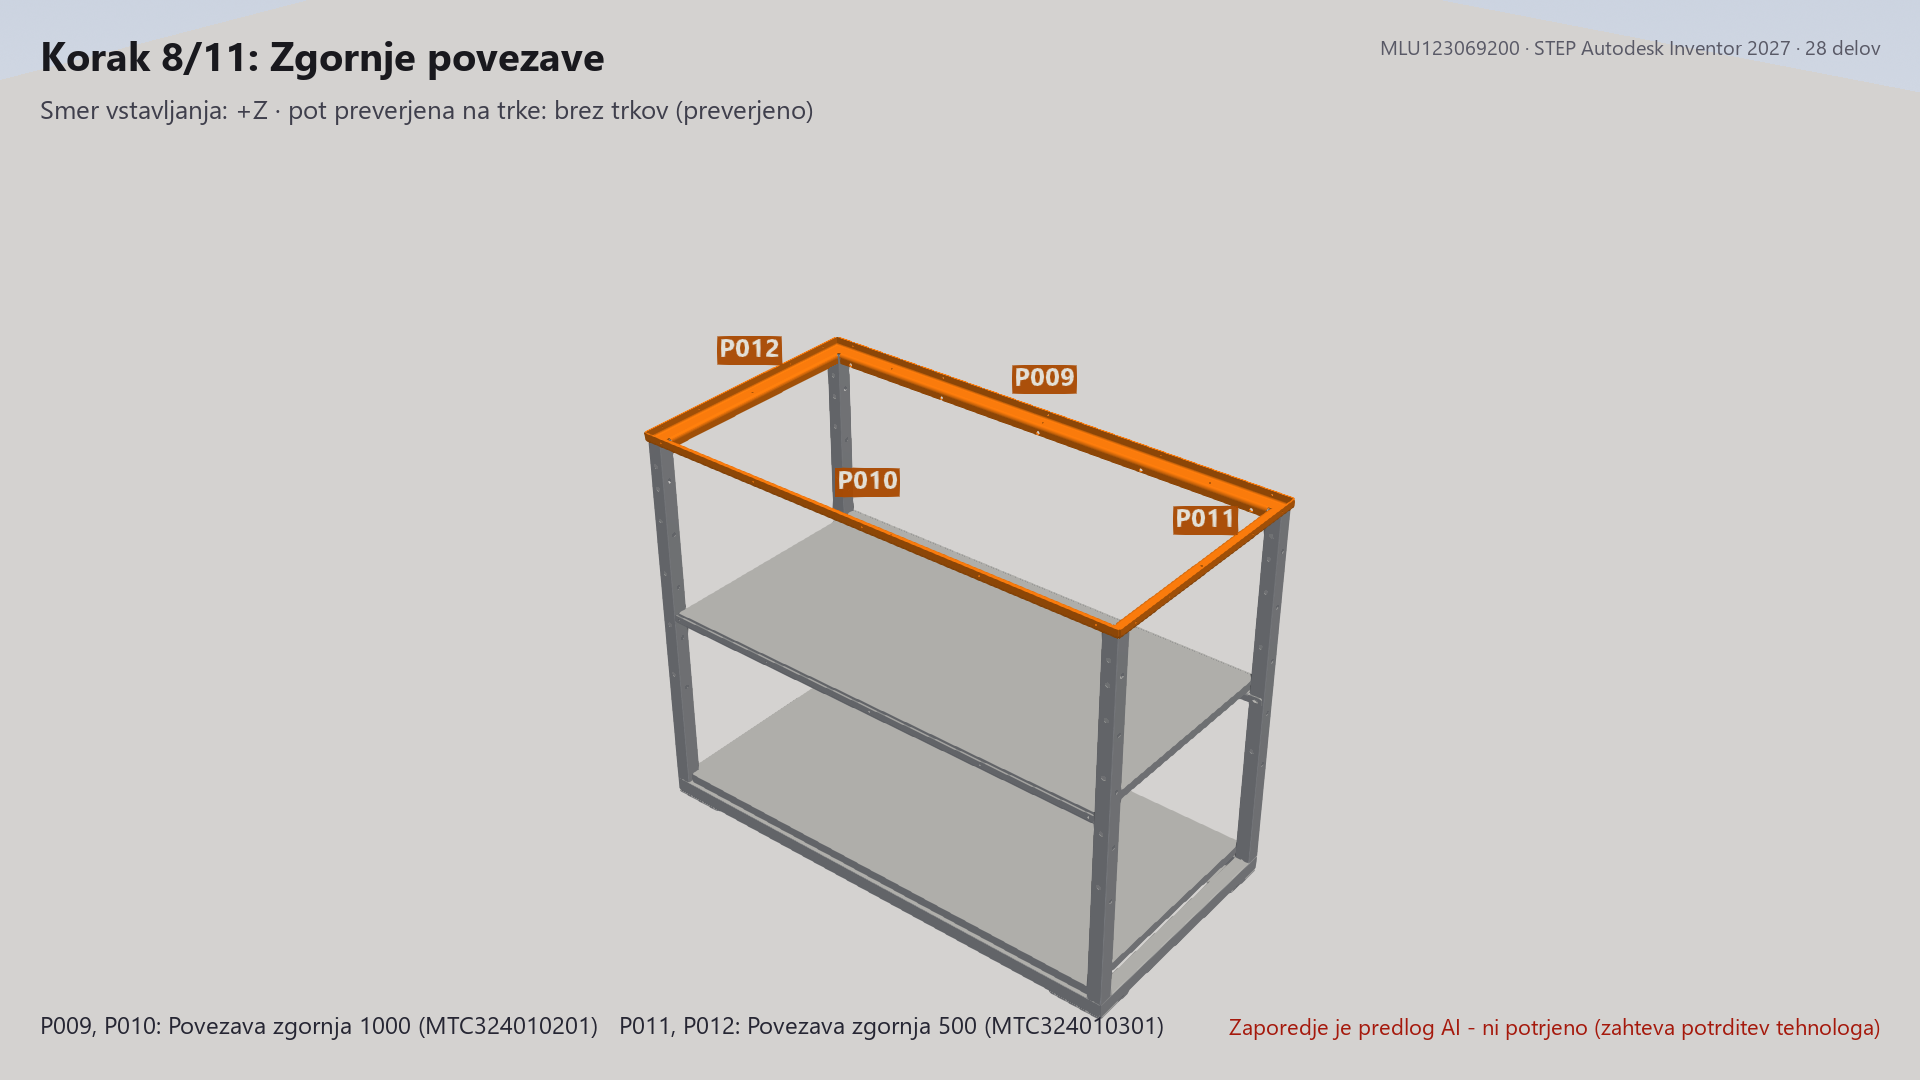 Korak 8/11: Zgornje povezave
MLU123069200 · STEP Autodesk Inventor 2027 · 28 delov
Smer vstavljanja: +Z · pot preverjena na trke: brez trkov (preverjeno)
P012
P009
P010
P011
P009, P010: Povezava zgornja 1000 (MTC324010201) P011, P012: Povezava zgornja 500 (MTC324010301)
Zaporedje je predlog AI - ni potrjeno (zahteva potrditev tehnologa)